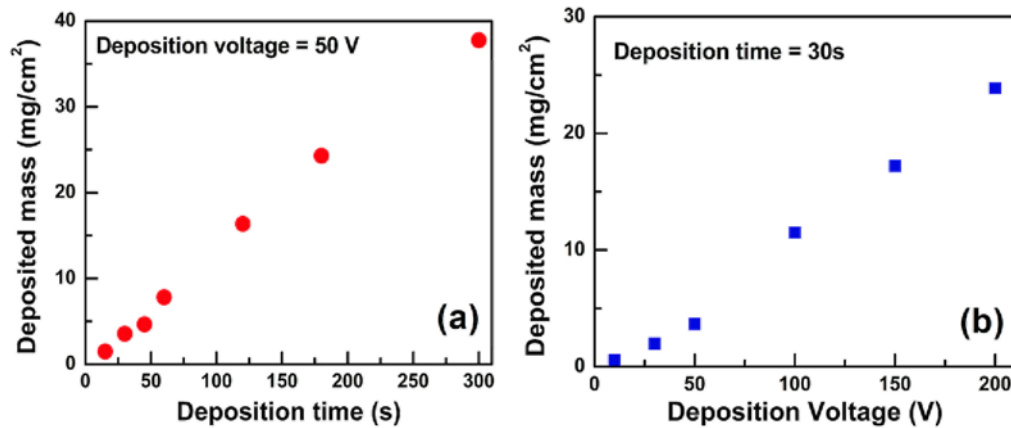 Deposition voltage = 50 V
Deposited mass (mg/cm²)
40
30
20
10
0
0 50 100 150 200 250 300
Deposition time (s)
(a)
Deposition time = 30s
Deposited mass (mg/cm²)
30
20
10
0
0 50 100 150 200
Deposition Voltage (V)
(b)